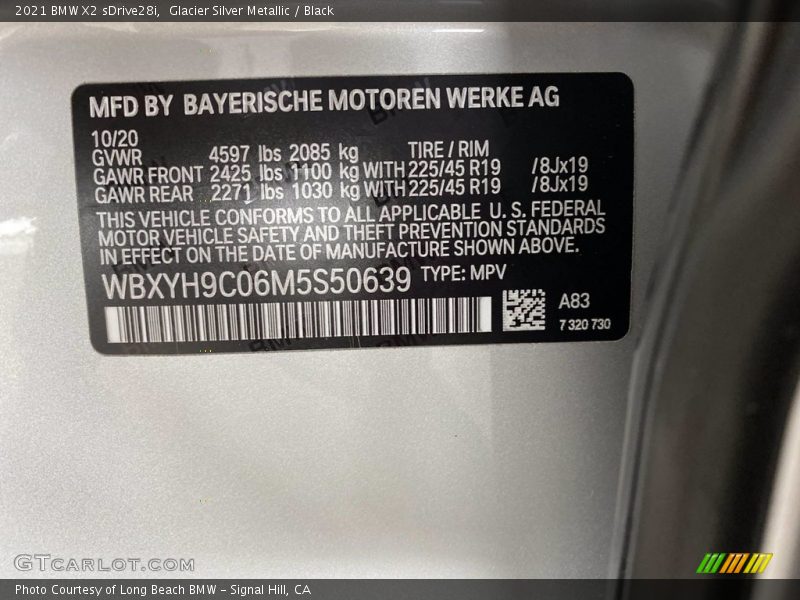 2021 BMW X2 sDrive28i,  Glacier Silver Metallic / Black
MFD BY BAYERISCHE MOTOREN WERKE AG
10/20
GVWR 4597 lbs 2085 kg TIRE / RIM
GAWR FRONT 2425 lbs 1100 kg WITH 225/45 R19 /8Jx19
GAWR REAR 2271 lbs 1030 kg WITH 225/45 R19 /8Jx19
THIS VEHICLE CONFORMS TO ALL APPLICABLE U. S. FEDERAL
MOTOR VEHICLE SAFETY AND THEFT PREVENTION STANDARDS
IN EFFECT ON THE DATE OF MANUFACTURE SHOWN ABOVE.
WBXYH9C06M5S50639 TYPE: MPV
A83
7 320 730
GTCARLOT.COM
Photo Courtesy of Long Beach BMW - Signal Hill, CA